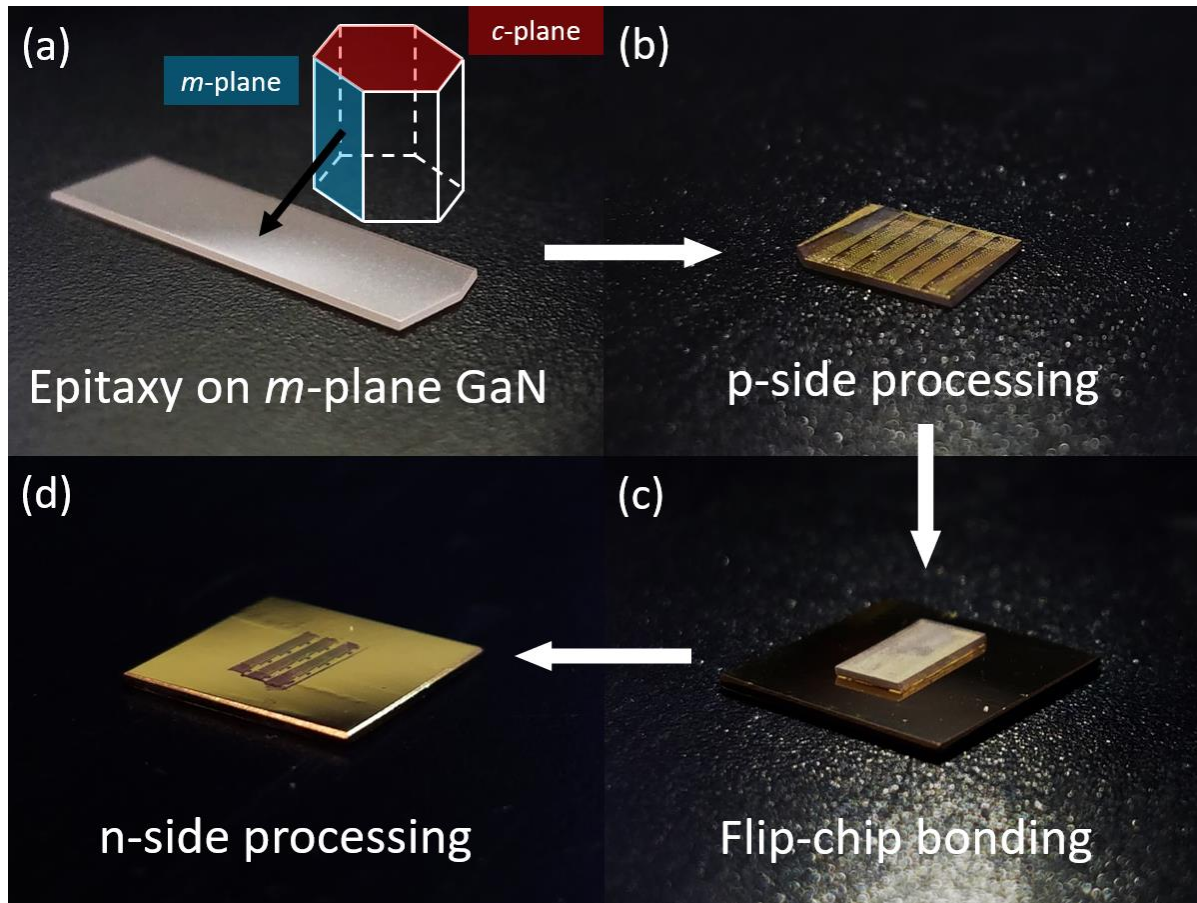 (a)
c-plane
m-plane
Epitaxy on m-plane GaN
(b)
p-side processing
(d)
n-side processing
(c)
Flip-chip bonding